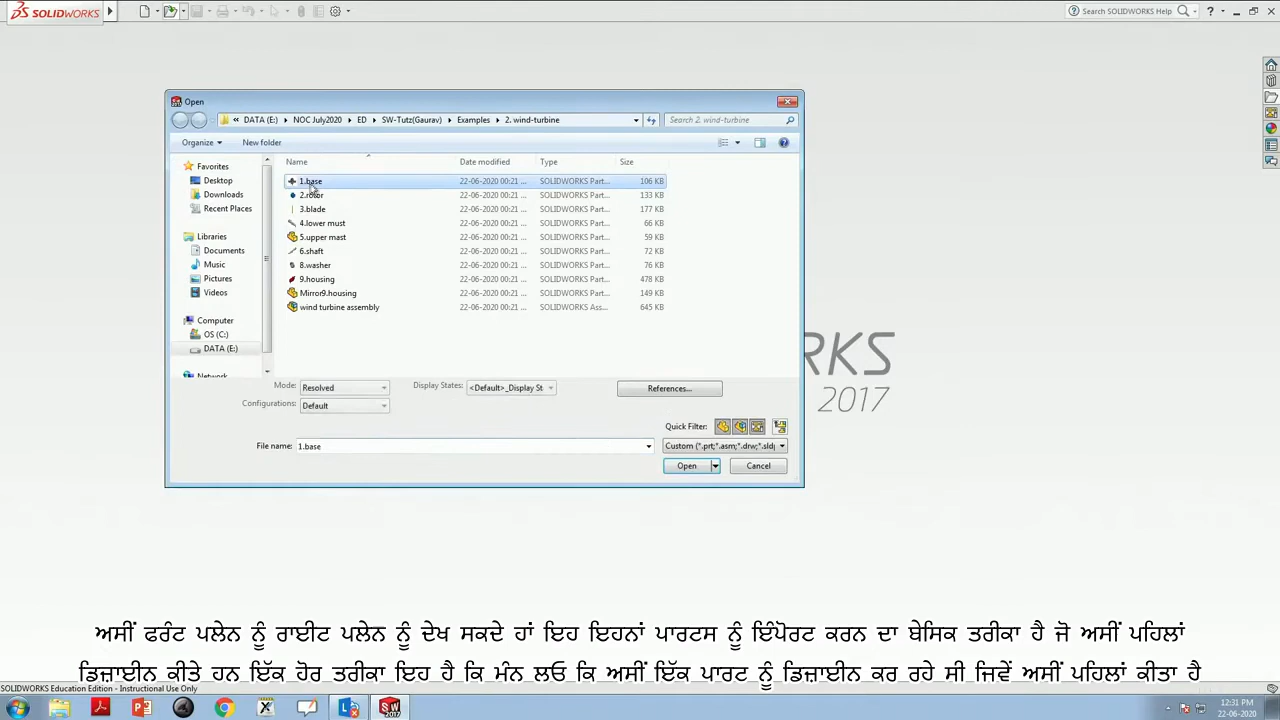 SOLIDWORKS
Search SOLIDWORKS Help
Open
« DATA (E:) ▸ NOC July2020 ▸ ED ▸ SW-Tutz(Gaurav) ▸ Examples ▸ 2. wind-turbine
Search 2. wind-turbine
Organize New folder
Name Date modified Type Size
Favorites
Desktop
Downloads
Recent Places
Libraries
Documents
Music
Pictures
Videos
Computer
OS (C:)
DATA (E:)
Network
1.base 22-06-2020 00:21 ... SOLIDWORKS Part... 106 KB
2.rotor 22-06-2020 00:21 ... SOLIDWORKS Part... 133 KB
3.blade 22-06-2020 00:21 ... SOLIDWORKS Part... 177 KB
4.lower must 22-06-2020 00:21 ... SOLIDWORKS Part... 66 KB
5.upper mast 22-06-2020 00:21 ... SOLIDWORKS Part... 59 KB
6.shaft 22-06-2020 00:21 ... SOLIDWORKS Part... 72 KB
8.washer 22-06-2020 00:21 ... SOLIDWORKS Part... 76 KB
9.housing 22-06-2020 00:21 ... SOLIDWORKS Part... 478 KB
Mirror9.housing 22-06-2020 00:21 ... SOLIDWORKS Part... 149 KB
wind turbine assembly 22-06-2020 00:21 ... SOLIDWORKS Ass... 645 KB
RKS
2017
Mode: Resolved Display States: <Default>_Display St References...
Configurations: Default
Quick Filter:
File name: 1.base Custom (*.prt;*.asm;*.drw;*.sldp
Open Cancel
ਅਸੀਂ ਫਰੰਟ ਪਲੇਨ ਨੂੰ ਰਾਈਟ ਪਲੇਨ ਨੂੰ ਦੇਖ ਸਕਦੇ ਹਾਂ ਇਹ ਇਹਨਾਂ ਪਾਰਟਸ ਨੂੰ ਇੰਪੋਰਟ ਕਰਨ ਦਾ ਬੇਸਿਕ ਤਰੀਕਾ ਹੈ ਜੋ ਅਸੀਂ ਪਹਿਲਾਂ
ਡਿਜ਼ਾਈਨ ਕੀਤੇ ਹਨ ਇੱਕ ਹੋਰ ਤਰੀਕਾ ਇਹ ਹੈ ਕਿ ਮੰਨ ਲਓ ਕਿ ਅਸੀਂ ਇੱਕ ਪਾਰਟ ਨੂੰ ਡਿਜ਼ਾਈਨ ਕਰ ਰਹੇ ਸੀ ਜਿਵੇਂ ਅਸੀਂ ਪਹਿਲਾਂ ਕੀਤਾ ਹੈ
SOLIDWORKS Education Edition - Instructional Use Only
12:31 PM
22-06-2020